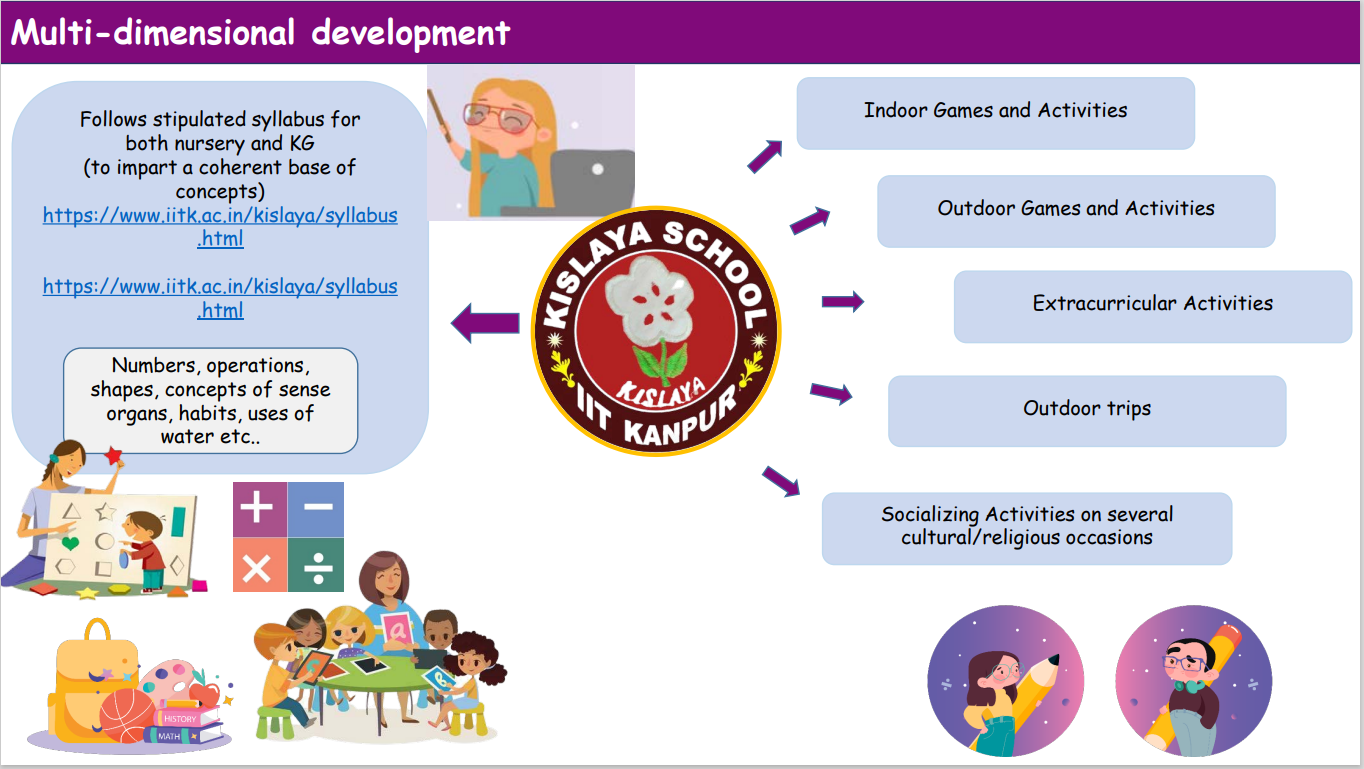 Multi-dimensional development
Follows stipulated syllabus for
both nursery and KG
(to impart a coherent base of
concepts)
https://www.iitk.ac.in/kislaya/syllabus
.html
https://www.iitk.ac.in/kislaya/syllabus
.html
Numbers, operations,
shapes, concepts of sense
organs, habits, uses of
water etc..
KISLAYA SCHOOL
KISLAYA
IIT KANPUR
Indoor Games and Activities
Outdoor Games and Activities
Extracurricular Activities
Outdoor trips
Socializing Activities on several
cultural/religious occasions
+ −
× ÷
a
HISTORY
MATH